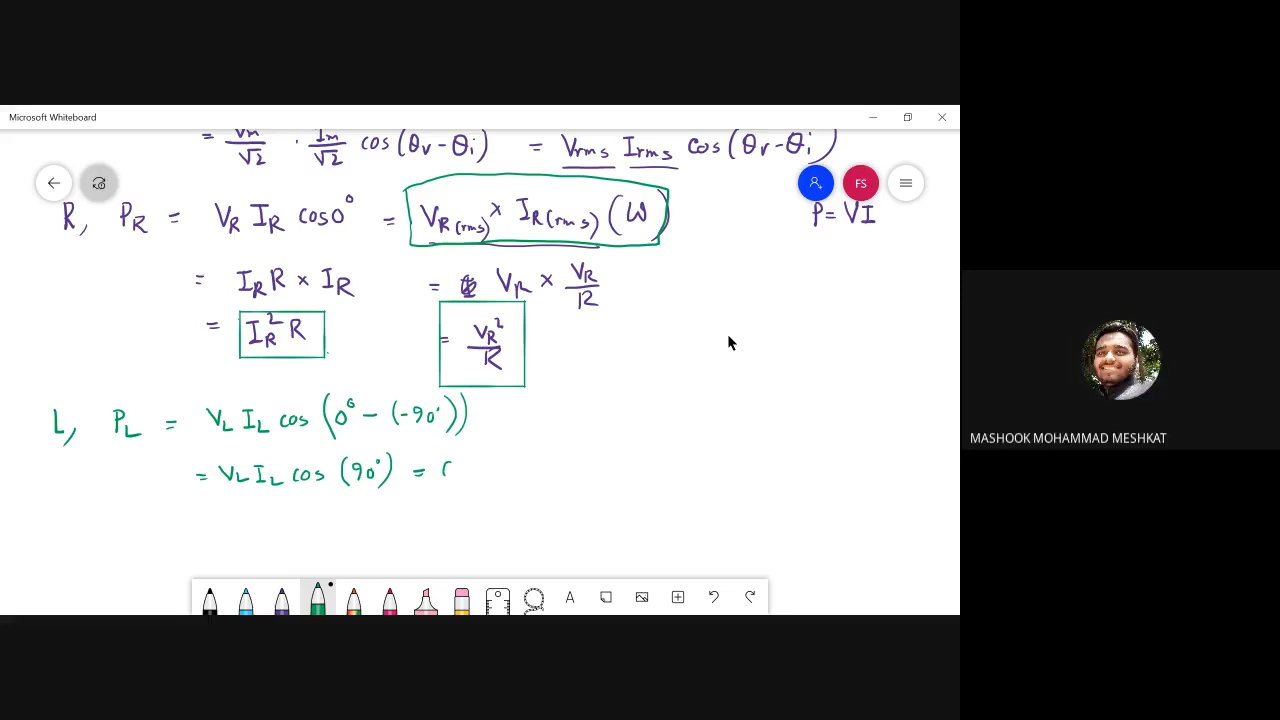 Microsoft Whiteboard
= Vm/√2 · Im/√2 cos(θv-θi) = Vrms Irms cos(θv-θi)
FS
R, PR = VR IR cos0° = VR(rms) × IR(rms) (W)
P=VI
= IR R × IR = VR × VR/R
= IR² R = VR²/R
MASHOOK MOHAMMAD MESHKAT
L, PL = VL IL cos(0° - (-90°))
= VL IL cos (90°) =
A